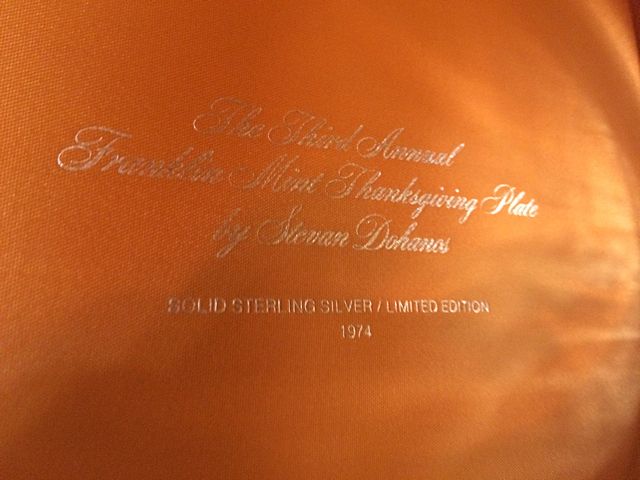 The Third Annual
Franklin Mint Thanksgiving Plate
by Stevan Dohanos
SOLID STERLING SILVER / LIMITED EDITION
1974